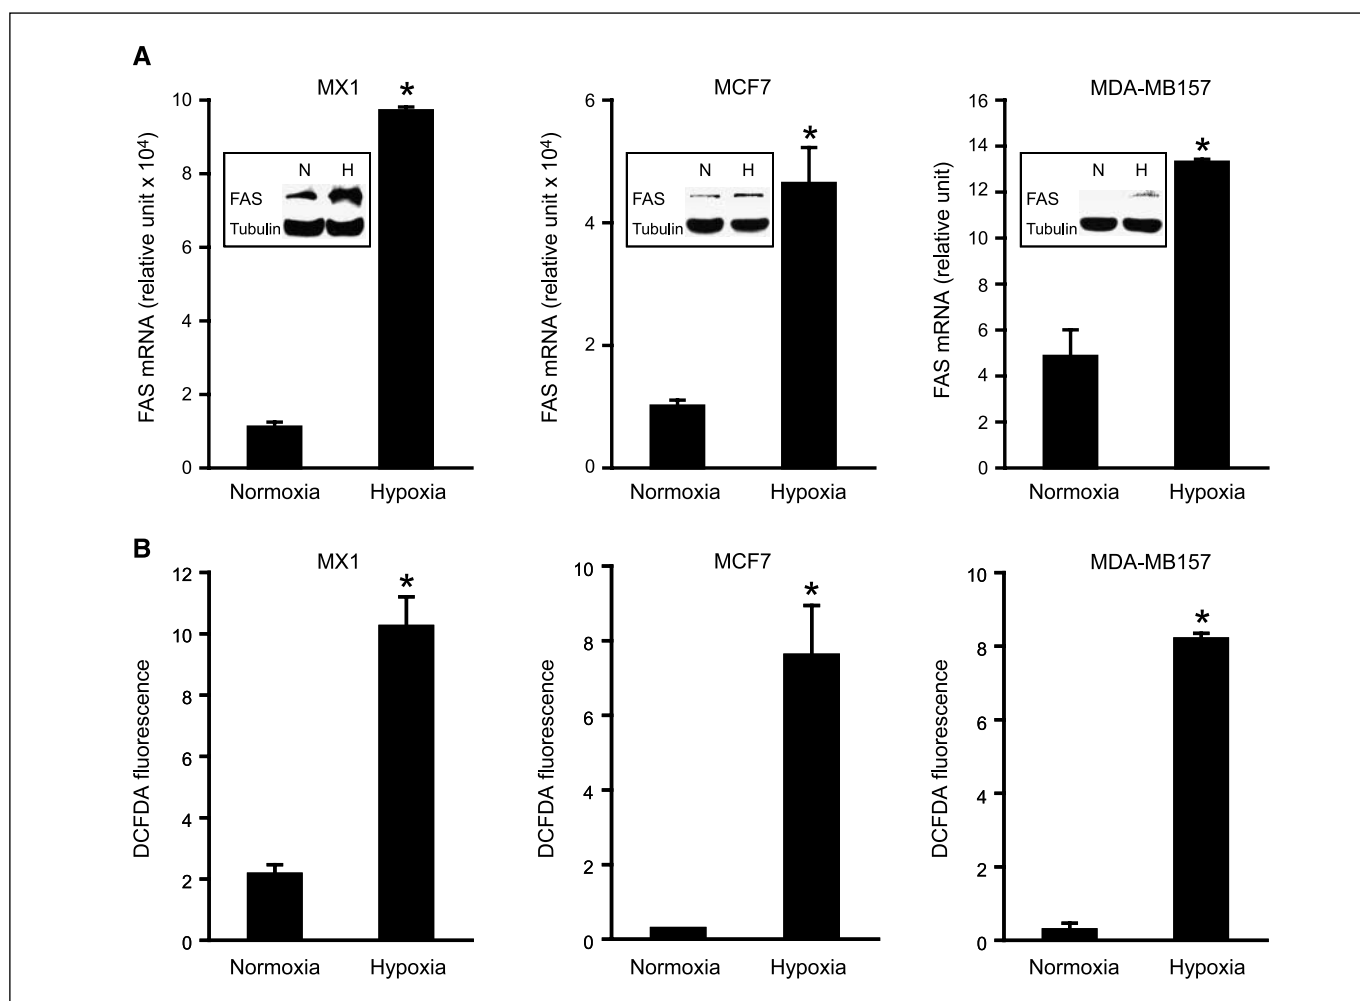 A
MX1
MCF7
MDA-MB157
FAS mRNA (relative unit x 10⁴)
10
8
6
4
2
0
*
N H
FAS
Tubulin
Normoxia Hypoxia
FAS mRNA (relative unit x 10⁴)
6
4
2
0
*
N H
FAS
Tubulin
Normoxia Hypoxia
FAS mRNA (relative unit)
16
14
12
10
8
6
4
2
0
*
N H
FAS
Tubulin
Normoxia Hypoxia
B
MX1
MCF7
MDA-MB157
DCFDA fluorescence
12
10
8
6
4
2
0
*
Normoxia Hypoxia
DCFDA fluorescence
10
8
6
4
2
0
*
Normoxia Hypoxia
DCFDA fluorescence
10
8
6
4
2
0
*
Normoxia Hypoxia